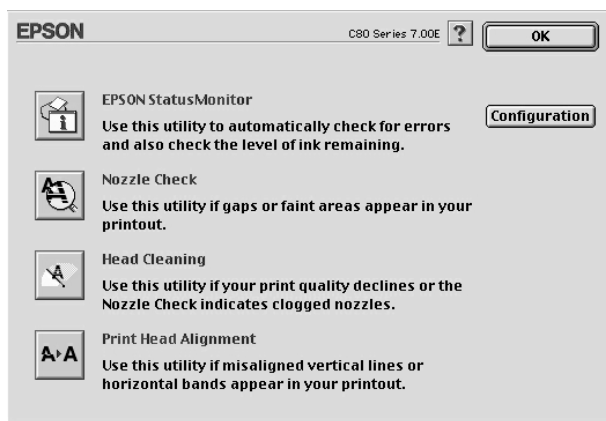 EPSON
C80 Series 7.00E
?
OK
EPSON StatusMonitor
Use this utility to automatically check for errors
and also check the level of ink remaining.
Configuration
Nozzle Check
Use this utility if gaps or faint areas appear in your
printout.
Head Cleaning
Use this utility if your print quality declines or the
Nozzle Check indicates clogged nozzles.
Print Head Alignment
Use this utility if misaligned vertical lines or
horizontal bands appear in your printout.